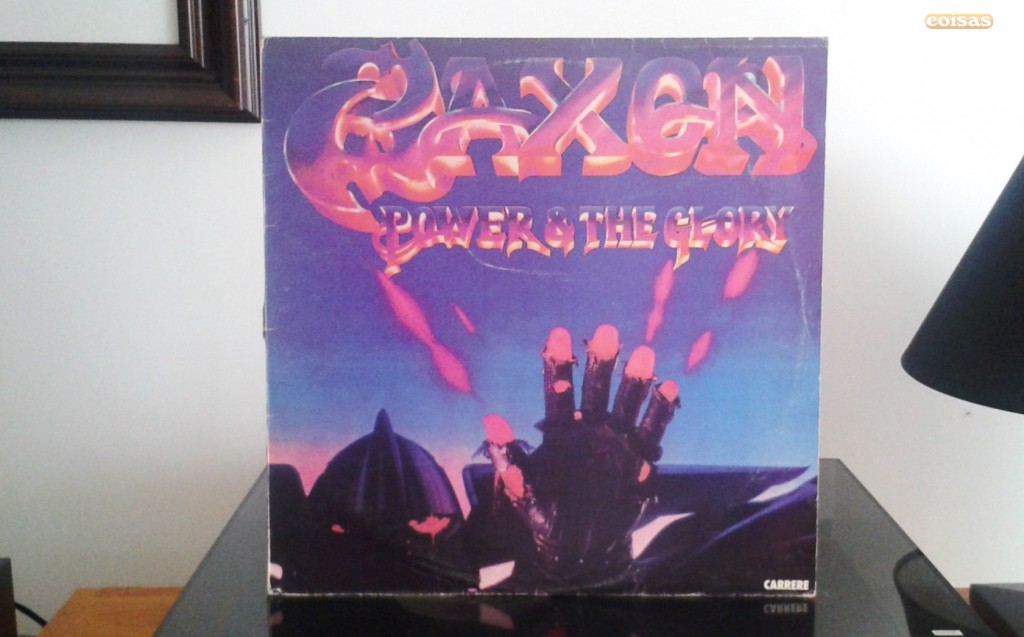 coisas
SAXON
POWER & THE GLORY
CARRERE